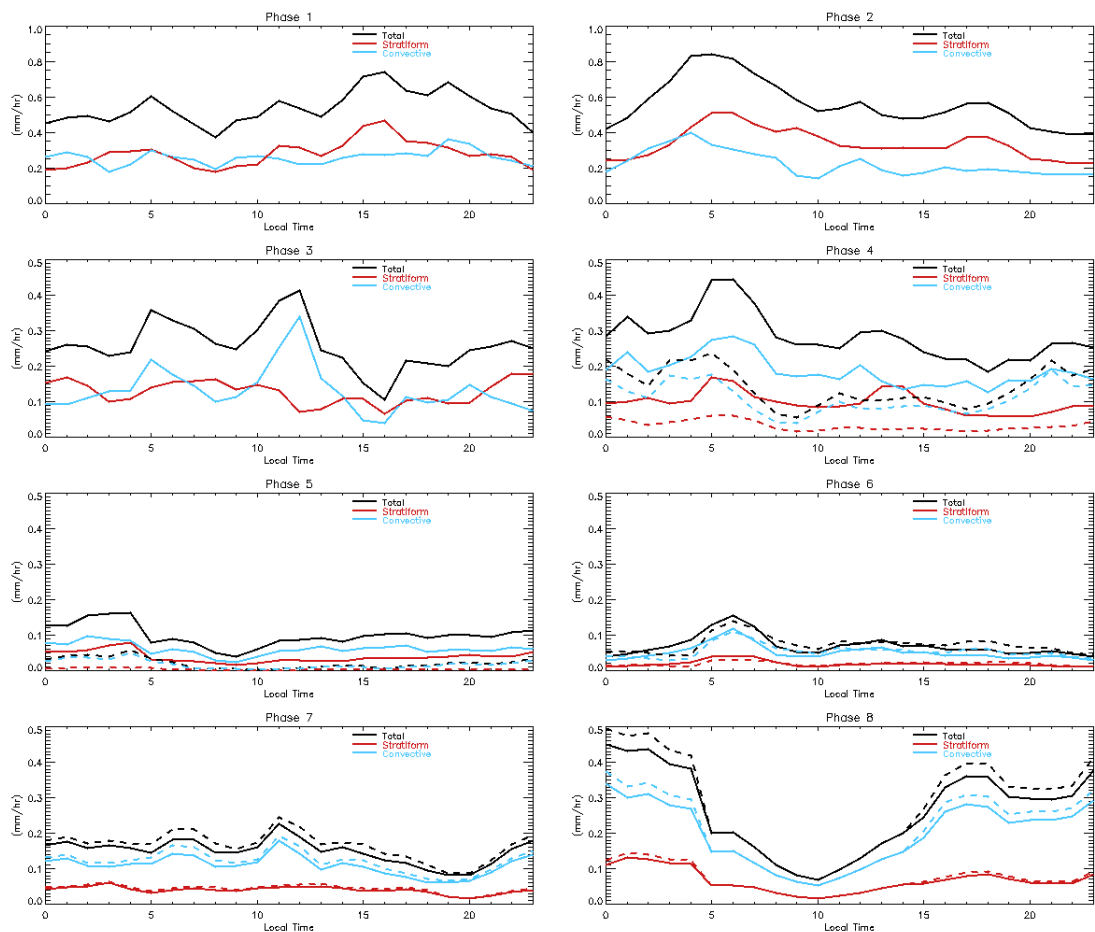 Phase 1
1.0
0.8
0.6
0.4
0.2
0.0
(mm/hr)
Total
Stratiform
Convective
0 5 10 15 20
Local Time
Phase 2
1.0
0.8
0.6
0.4
0.2
0.0
(mm/hr)
Total
Stratiform
Convective
0 5 10 15 20
Local Time
Phase 3
0.5
0.4
0.3
0.2
0.1
0.0
(mm/hr)
Total
Stratiform
Convective
0 5 10 15 20
Local Time
Phase 4
0.5
0.4
0.3
0.2
0.1
0.0
(mm/hr)
Total
Stratiform
Convective
0 5 10 15 20
Local Time
Phase 5
0.5
0.4
0.3
0.2
0.1
0.0
(mm/hr)
Total
Stratiform
Convective
0 5 10 15 20
Local Time
Phase 6
0.5
0.4
0.3
0.2
0.1
0.0
(mm/hr)
Total
Stratiform
Convective
0 5 10 15 20
Local Time
Phase 7
0.5
0.4
0.3
0.2
0.1
0.0
(mm/hr)
Total
Stratiform
Convective
0 5 10 15 20
Local Time
Phase 8
0.5
0.4
0.3
0.2
0.1
0.0
(mm/hr)
Total
Stratiform
Convective
0 5 10 15 20
Local Time